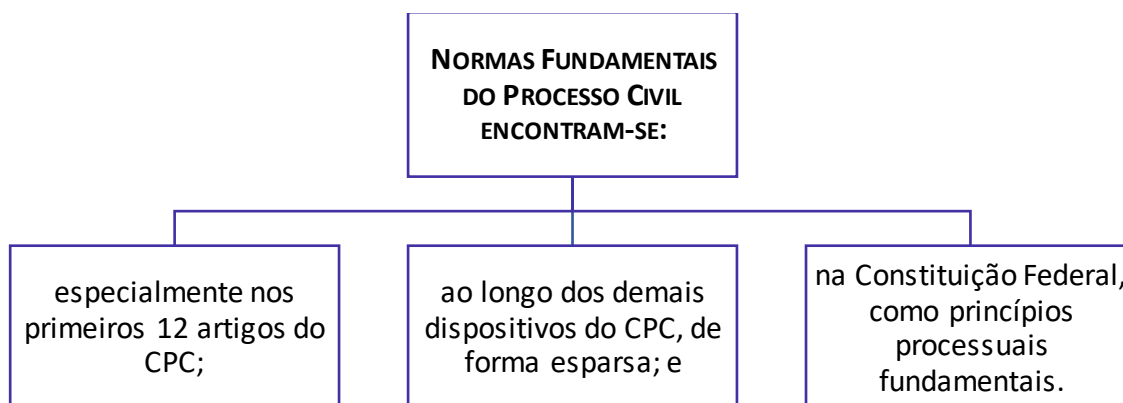 NORMAS FUNDAMENTAIS
DO PROCESSO CIVIL
ENCONTRAM-SE:
especialmente nos
primeiros 12 artigos do
CPC;
ao longo dos demais
dispositivos do CPC, de
forma esparsa; e
na Constituição Federal,
como princípios
processuais
fundamentais.